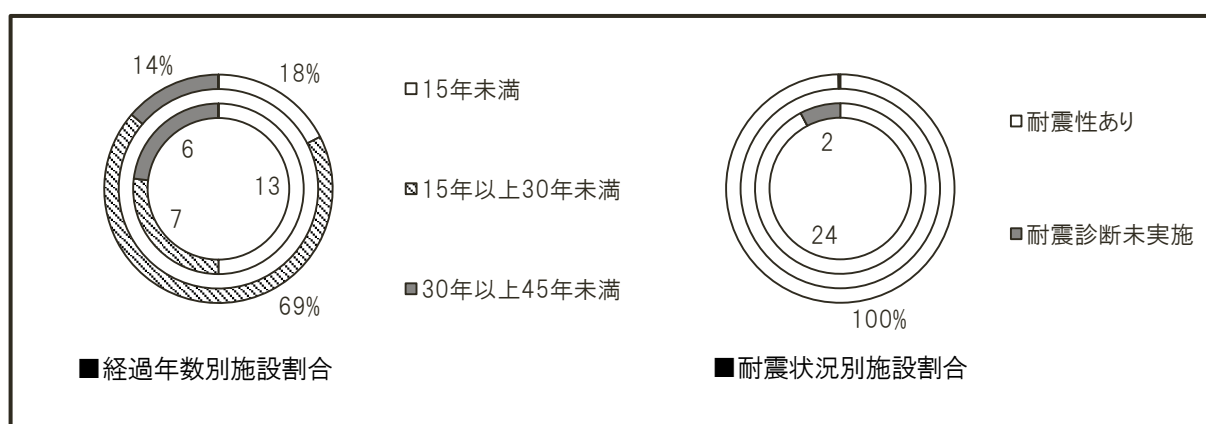 14%
18%
6
13
7
69%
□15年未満
15年以上30年未満
■30年以上45年未満
■経過年数別施設割合
2
24
100%
□耐震性あり
■耐震診断未実施
■耐震状況別施設割合